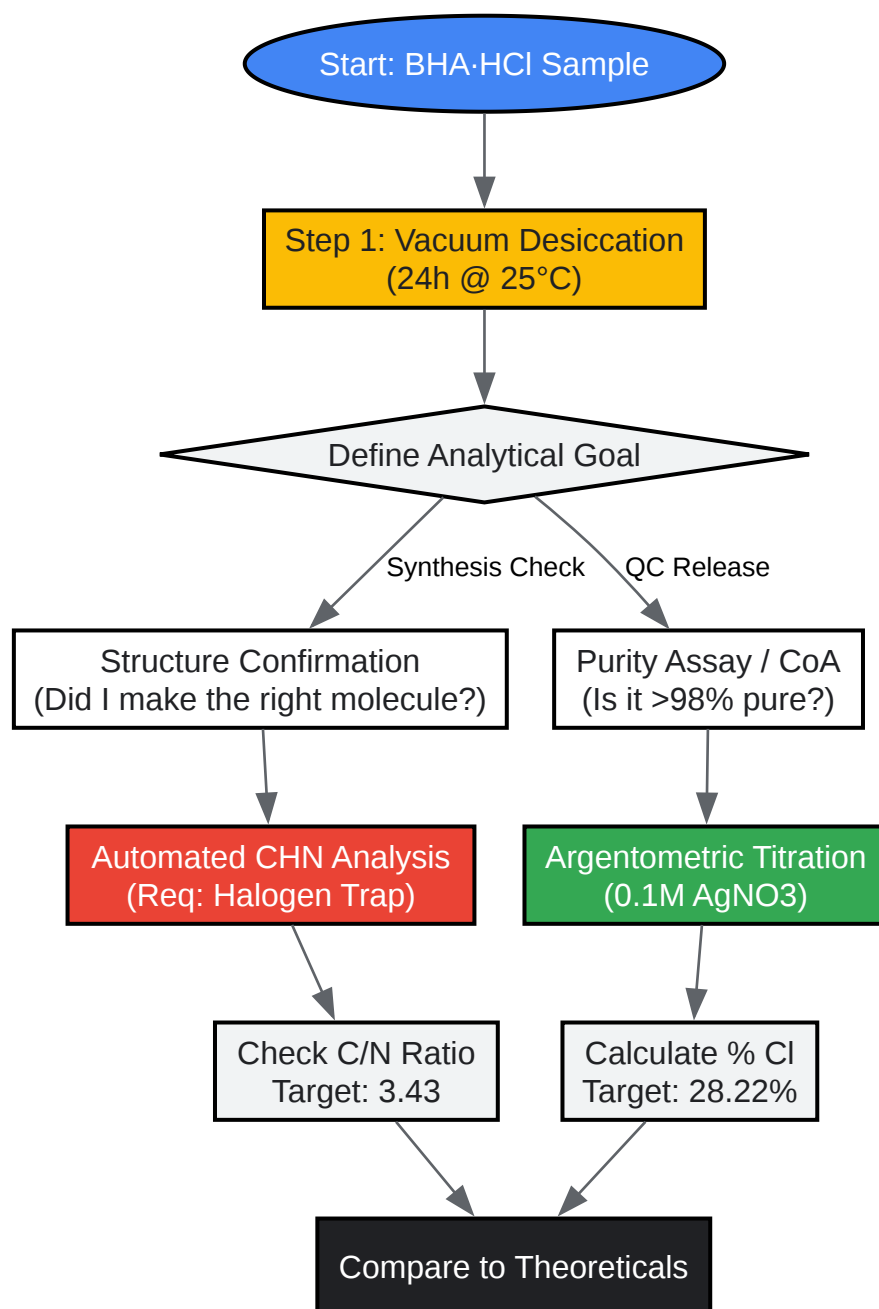 Start: BHA·HCl Sample
Step 1: Vacuum Desiccation
(24h @ 25°C)
Define Analytical Goal
Synthesis Check
QC Release
Structure Confirmation
(Did I make the right molecule?)
Purity Assay / CoA
(Is it >98% pure?)
Automated CHN Analysis
(Req: Halogen Trap)
Argentometric Titration
(0.1M AgNO3)
Check C/N Ratio
Target: 3.43
Calculate % Cl
Target: 28.22%
Compare to Theoreticals